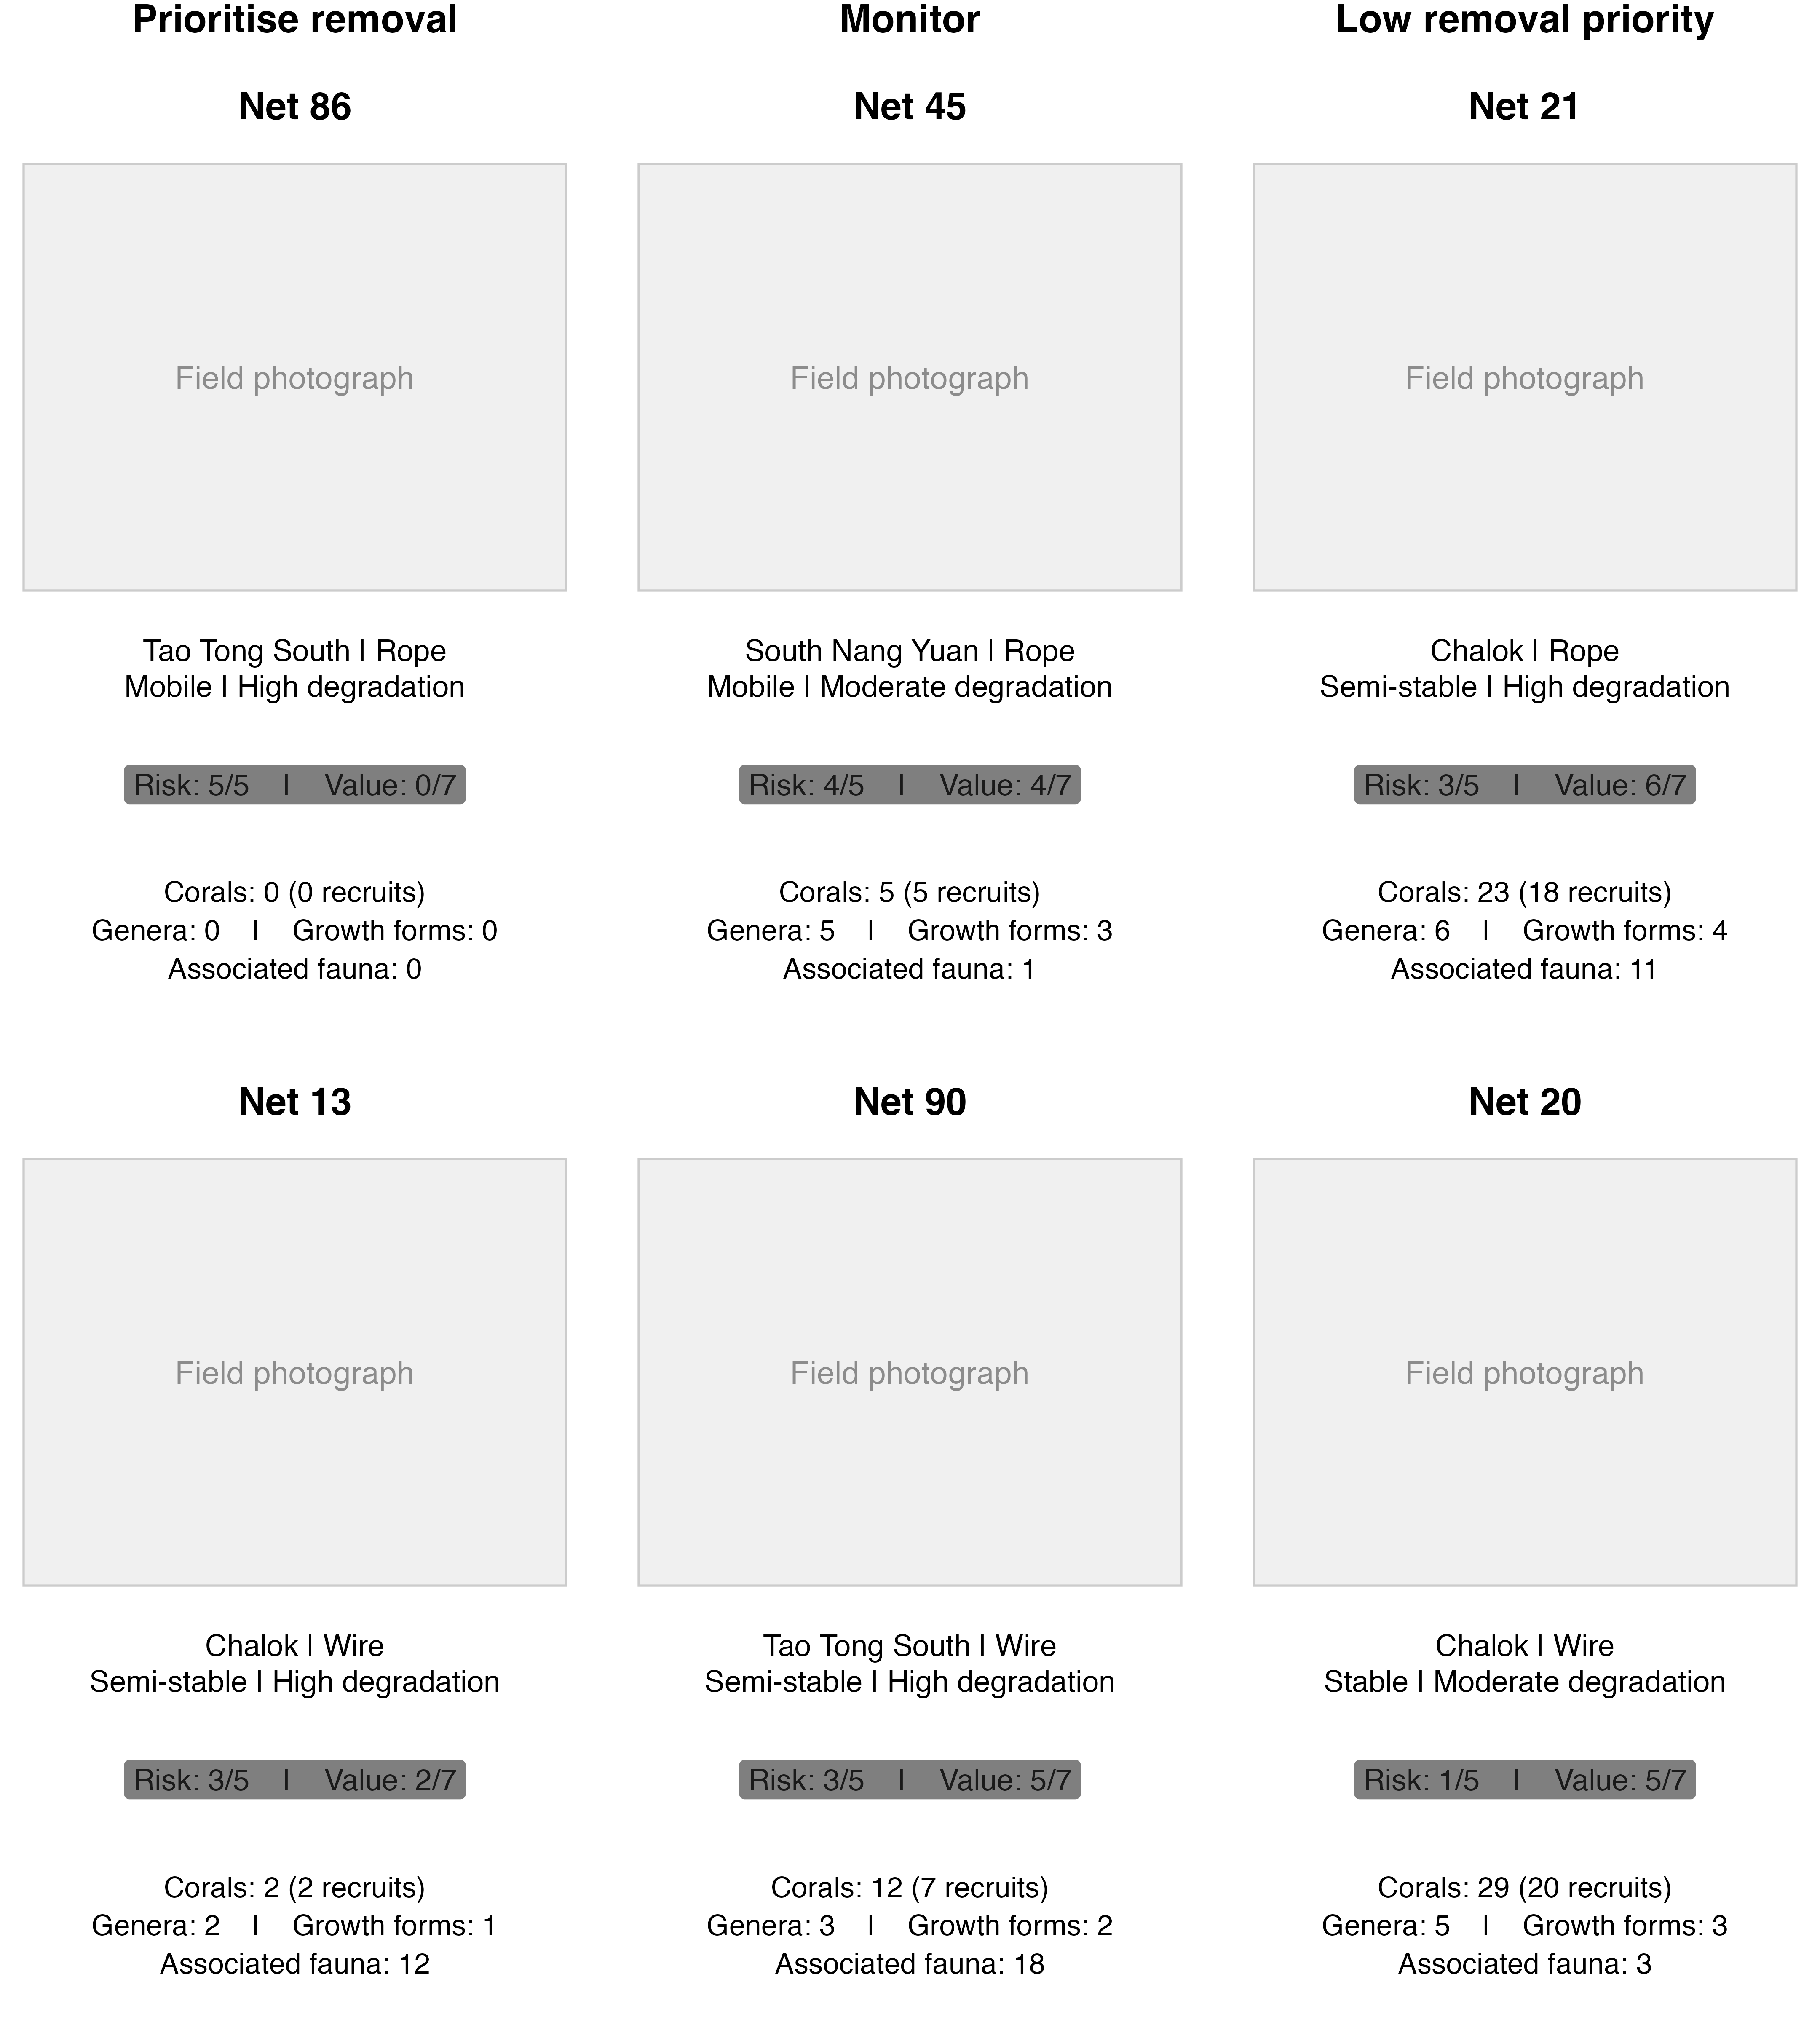 Prioritise removal
Monitor
Low removal priority
Net 86
Net 45
Net 21
Field photograph
Field photograph
Field photograph
Tao Tong South | Rope
Mobile | High degradation
South Nang Yuan | Rope
Mobile | Moderate degradation
Chalok | Rope
Semi-stable | High degradation
Risk: 5/5 | Value: 0/7
Risk: 4/5 | Value: 4/7
Risk: 3/5 | Value: 6/7
Corals: 0 (0 recruits)
Genera: 0 | Growth forms: 0
Associated fauna: 0
Corals: 5 (5 recruits)
Genera: 5 | Growth forms: 3
Associated fauna: 1
Corals: 23 (18 recruits)
Genera: 6 | Growth forms: 4
Associated fauna: 11
Net 13
Net 90
Net 20
Field photograph
Field photograph
Field photograph
Chalok | Wire
Semi-stable | High degradation
Tao Tong South | Wire
Semi-stable | High degradation
Chalok | Wire
Stable | Moderate degradation
Risk: 3/5 | Value: 2/7
Risk: 3/5 | Value: 5/7
Risk: 1/5 | Value: 5/7
Corals: 2 (2 recruits)
Genera: 2 | Growth forms: 1
Associated fauna: 12
Corals: 12 (7 recruits)
Genera: 3 | Growth forms: 2
Associated fauna: 18
Corals: 29 (20 recruits)
Genera: 5 | Growth forms: 3
Associated fauna: 3